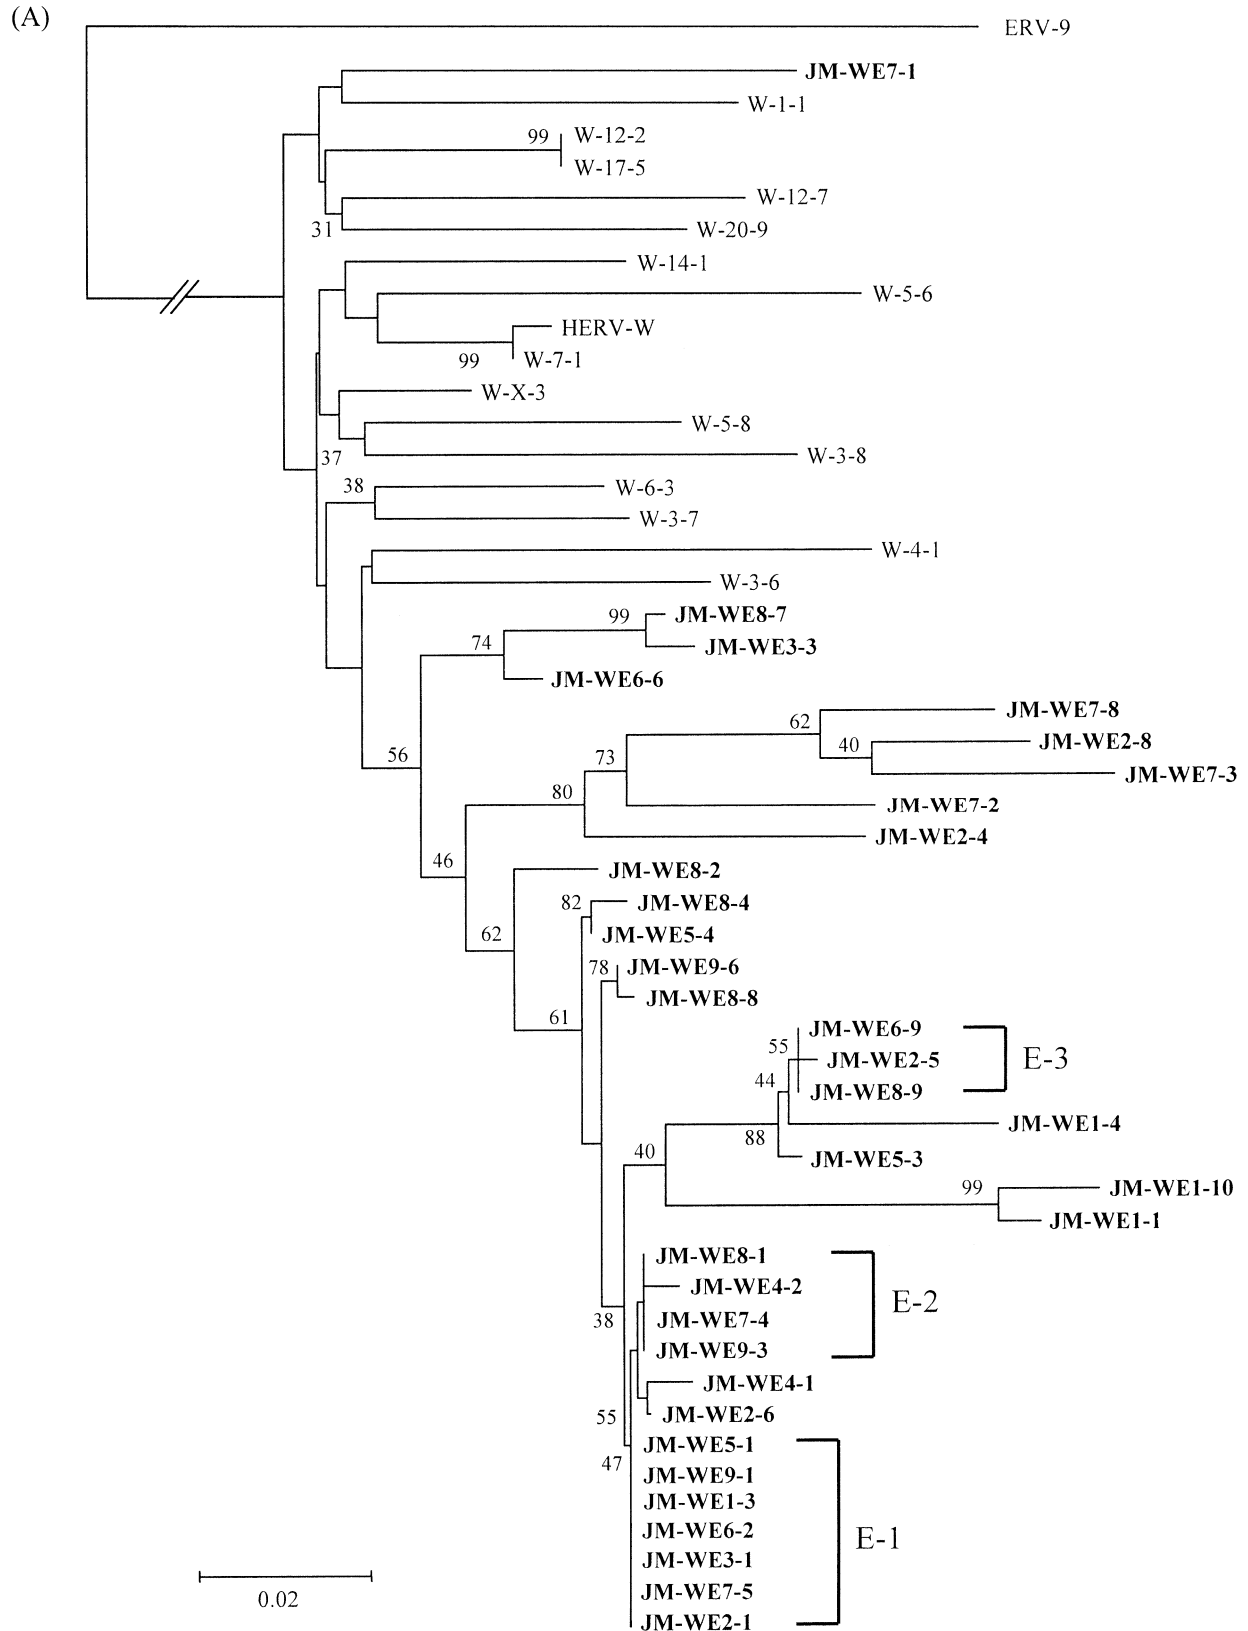 (A)
ERV-9
JM-WE7-1
W-1-1
99 W-12-2
W-17-5
W-12-7
31 W-20-9
W-14-1
W-5-6
HERV-W
99 W-7-1
W-X-3
W-5-8
37 W-3-8
38 W-6-3
W-3-7
W-4-1
W-3-6
99 JM-WE8-7
74 JM-WE3-3
JM-WE6-6
62 JM-WE7-8
40 JM-WE2-8
56 73 JM-WE7-3
80 JM-WE7-2
JM-WE2-4
46 JM-WE8-2
82 JM-WE8-4
62 JM-WE5-4
78 JM-WE9-6
JM-WE8-8
61 JM-WE6-9
55 JM-WE2-5 E-3
44 JM-WE8-9
JM-WE1-4
88
40 JM-WE5-3
99 JM-WE1-10
JM-WE1-1
JM-WE8-1
JM-WE4-2 E-2
38 JM-WE7-4
JM-WE9-3
JM-WE4-1
55 JM-WE2-6
JM-WE5-1
47 JM-WE9-1
JM-WE1-3
JM-WE6-2 E-1
JM-WE3-1
JM-WE7-5
0.02
JM-WE2-1